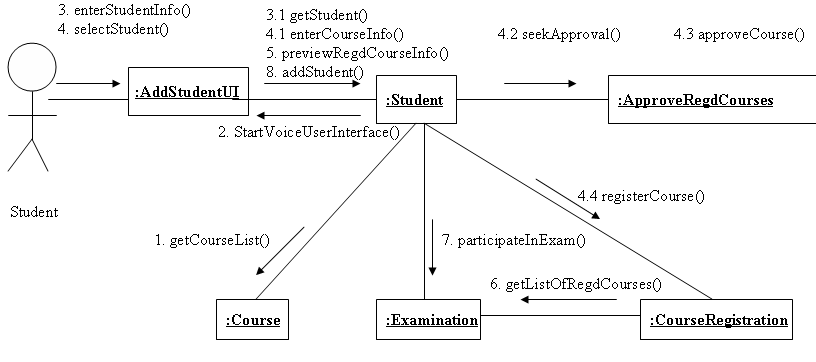 3. enterStudentInfo()
4. selectStudent()
3.1 getStudent()
4.1 enterCourseInfo()
5. previewRegdCourseInfo()
8. addStudent()
4.2 seekApproval()
4.3 approveCourse()
:AddStudentUI
:Student
:ApproveRegdCourses
2. StartVoiceUserInterface()
Student
4.4 registerCourse()
1. getCourseList()
7. participateInExam()
6. getListOfRegdCourses()
:Course
:Examination
:CourseRegistration